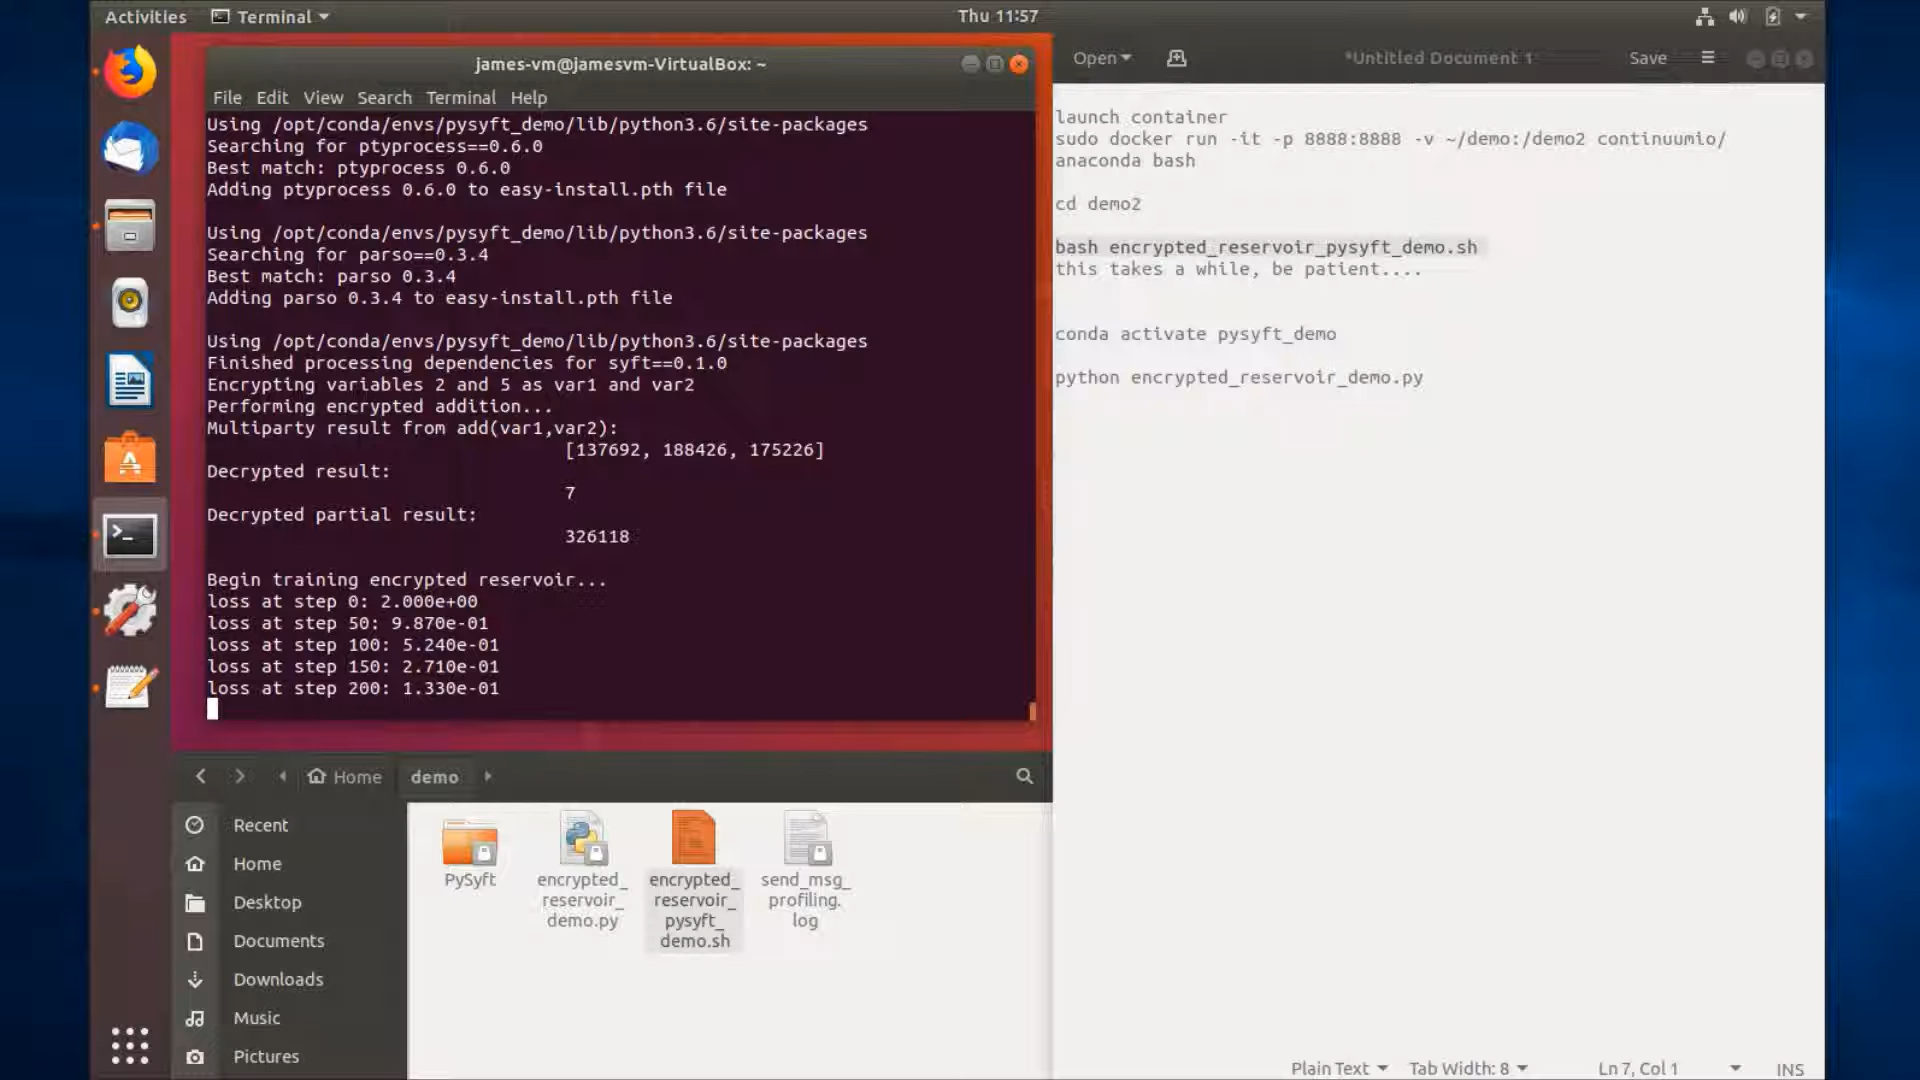 Activities
Terminal
Thu 11:57
james-vm@jamesvm-VirtualBox: ~
File Edit View Search Terminal Help
Using /opt/conda/envs/pysyft_demo/lib/python3.6/site-packages
Searching for ptyprocess==0.6.0
Best match: ptyprocess 0.6.0
Adding ptyprocess 0.6.0 to easy-install.pth file
Using /opt/conda/envs/pysyft_demo/lib/python3.6/site-packages
Searching for parso==0.3.4
Best match: parso 0.3.4
Adding parso 0.3.4 to easy-install.pth file
Using /opt/conda/envs/pysyft_demo/lib/python3.6/site-packages
Finished processing dependencies for syft==0.1.0
Encrypting variables 2 and 5 as var1 and var2
Performing encrypted addition...
Multiparty result from add(var1,var2):
[137692, 188426, 175226]
Decrypted result:
7
Decrypted partial result:
326118
Begin training encrypted reservoir...
loss at step 0: 2.000e+00
loss at step 50: 9.870e-01
loss at step 100: 5.240e-01
loss at step 150: 2.710e-01
loss at step 200: 1.330e-01
Open
*Untitled Document 1
Save
launch container
sudo docker run -it -p 8888:8888 -v ~/demo:/demo2 continuumio/
anaconda bash
cd demo2
bash encrypted_reservoir_pysyft_demo.sh
this takes a while, be patient....
conda activate pysyft_demo
python encrypted_reservoir_demo.py
Plain Text
Tab Width: 8
Ln 7, Col 1
INS
Home
demo
Recent
Home
Desktop
Documents
Downloads
Music
Pictures
PySyft
encrypted_
reservoir_
demo.py
encrypted_
reservoir_
pysyft_
demo.sh
send_msg_
profiling.
log